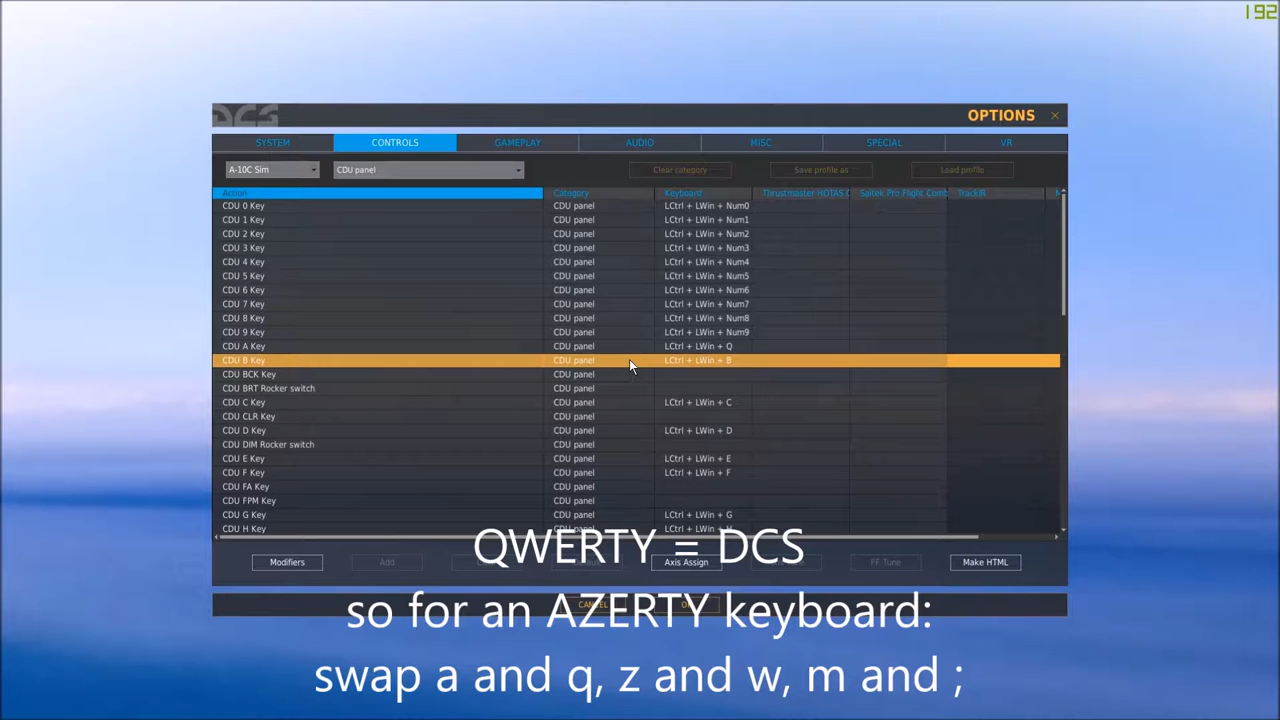 192
DCS
OPTIONS ×
SYSTEM CONTROLS GAMEPLAY AUDIO MISC SPECIAL VR
A-10C Sim CDU panel Clear category Save profile as Load profile
Action Category Keyboard Thrustmaster HOTAS Saitek Pro Flight Comb TrackIR
CDU 0 Key CDU panel LCtrl + LWin + Num0
CDU 1 Key CDU panel LCtrl + LWin + Num1
CDU 2 Key CDU panel LCtrl + LWin + Num2
CDU 3 Key CDU panel LCtrl + LWin + Num3
CDU 4 Key CDU panel LCtrl + LWin + Num4
CDU 5 Key CDU panel LCtrl + LWin + Num5
CDU 6 Key CDU panel LCtrl + LWin + Num6
CDU 7 Key CDU panel LCtrl + LWin + Num7
CDU 8 Key CDU panel LCtrl + LWin + Num8
CDU 9 Key CDU panel LCtrl + LWin + Num9
CDU A Key CDU panel LCtrl + LWin + Q
CDU B Key CDU panel LCtrl + LWin + B
CDU BCK Key CDU panel
CDU BRT Rocker switch CDU panel
CDU C Key CDU panel LCtrl + LWin + C
CDU CLR Key CDU panel
CDU D Key CDU panel LCtrl + LWin + D
CDU DIM Rocker switch CDU panel
CDU E Key CDU panel LCtrl + LWin + E
CDU F Key CDU panel LCtrl + LWin + F
CDU FA Key CDU panel
CDU FPM Key CDU panel
CDU G Key CDU panel LCtrl + LWin + G
CDU H Key CDU panel LCtrl + LWin + H
QWERTY = DCS
Modifiers Add Axis Assign FF Tune Make HTML
CANCEL
so for an AZERTY keyboard:
swap a and q, z and w, m and ;